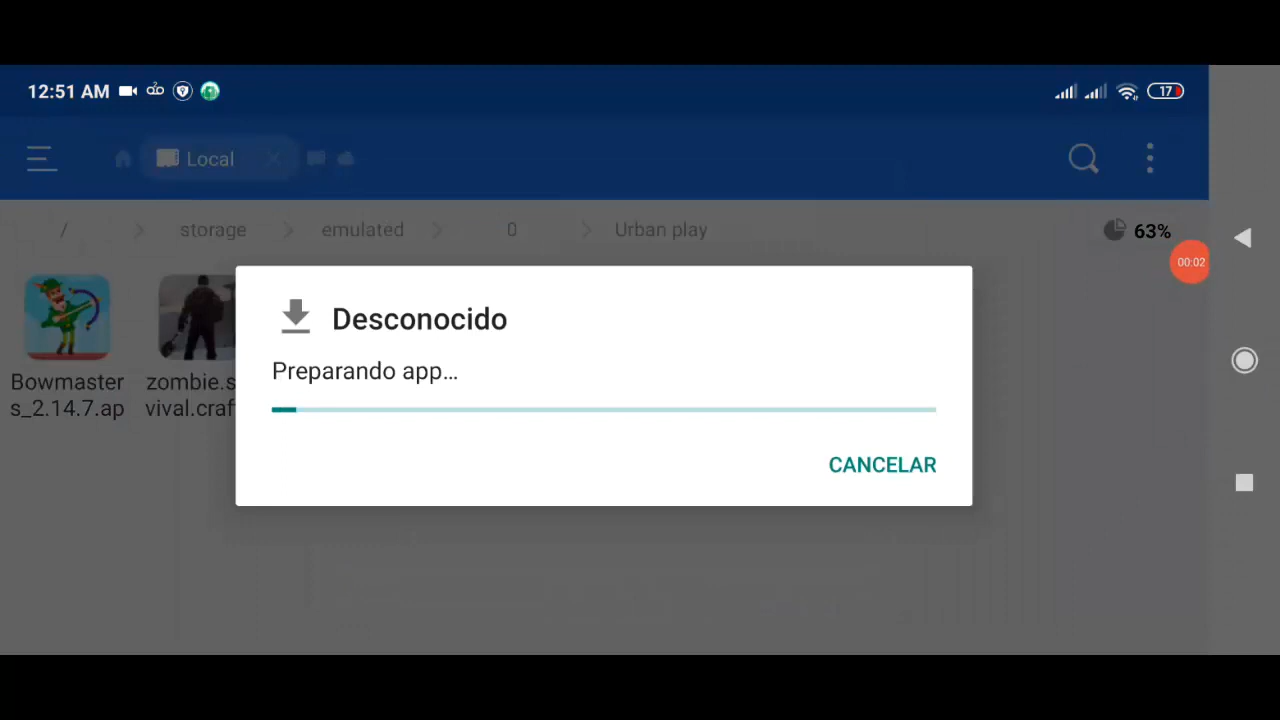 12:51 AM
17
Local
/ storage emulated 0 Urban play
63%
00:02
Desconocido
Preparando app...
CANCELAR
Bowmaster
s_2.14.7.ap
zombie.s
vival.craf